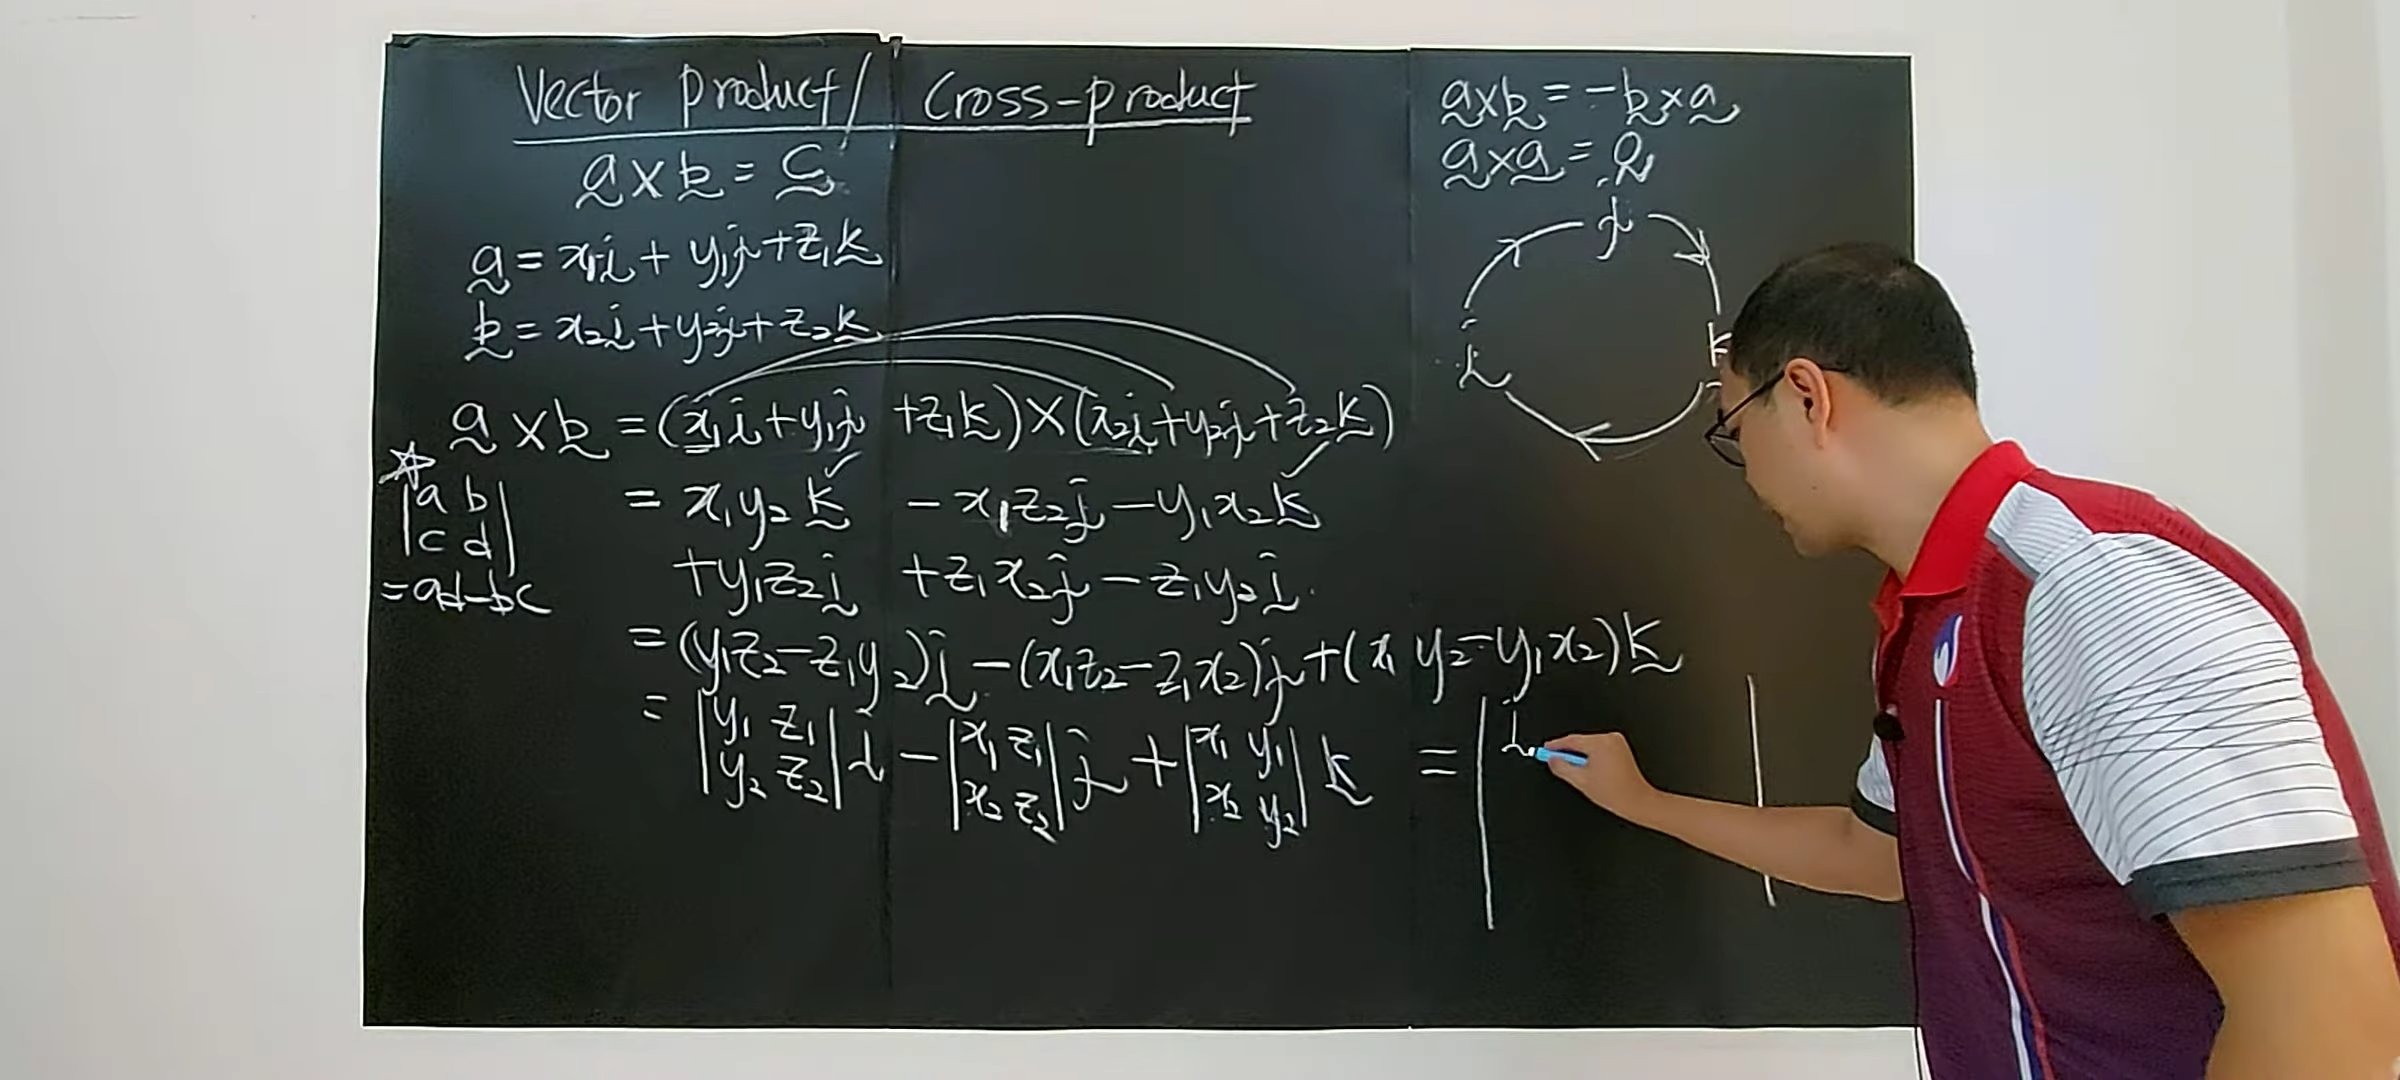 Vector product / Cross-product
a × b = c
a = x₁i + y₁j + z₁k
b = x₂i + y₂j + z₂k
a × b = (x₁i + y₁j + z₁k) × (x₂i + y₂j + z₂k)
= x₁y₂k - x₁z₂j - y₁x₂k
+ y₁z₂i + z₁x₂j - z₁y₂i
= (y₁z₂ - z₁y₂)i - (x₁z₂ - z₁x₂)j + (x₁y₂ - y₁x₂)k
= |y₁ z₁| i - |x₁ z₁| j + |x₁ y₁| k = |i
|y₂ z₂| |x₂ z₂| |x₂ y₂|
|a b|
|c d|
= ad - bc
a × b = -b × a
a × a = 0
j
i k